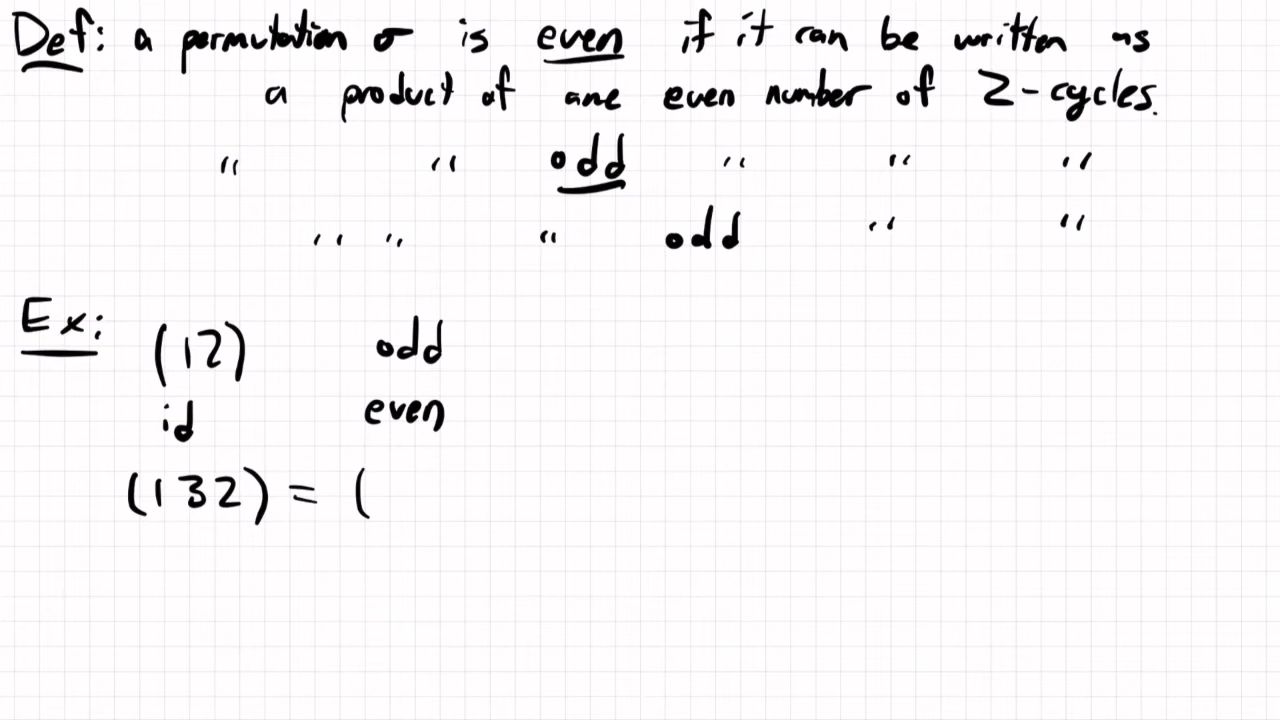 Def: a permutation σ is even if it can be written as
a product of ane even number of 2-cycles.
" " odd " " "
" " " odd " "
Ex: (12) odd
id even
(132) = (